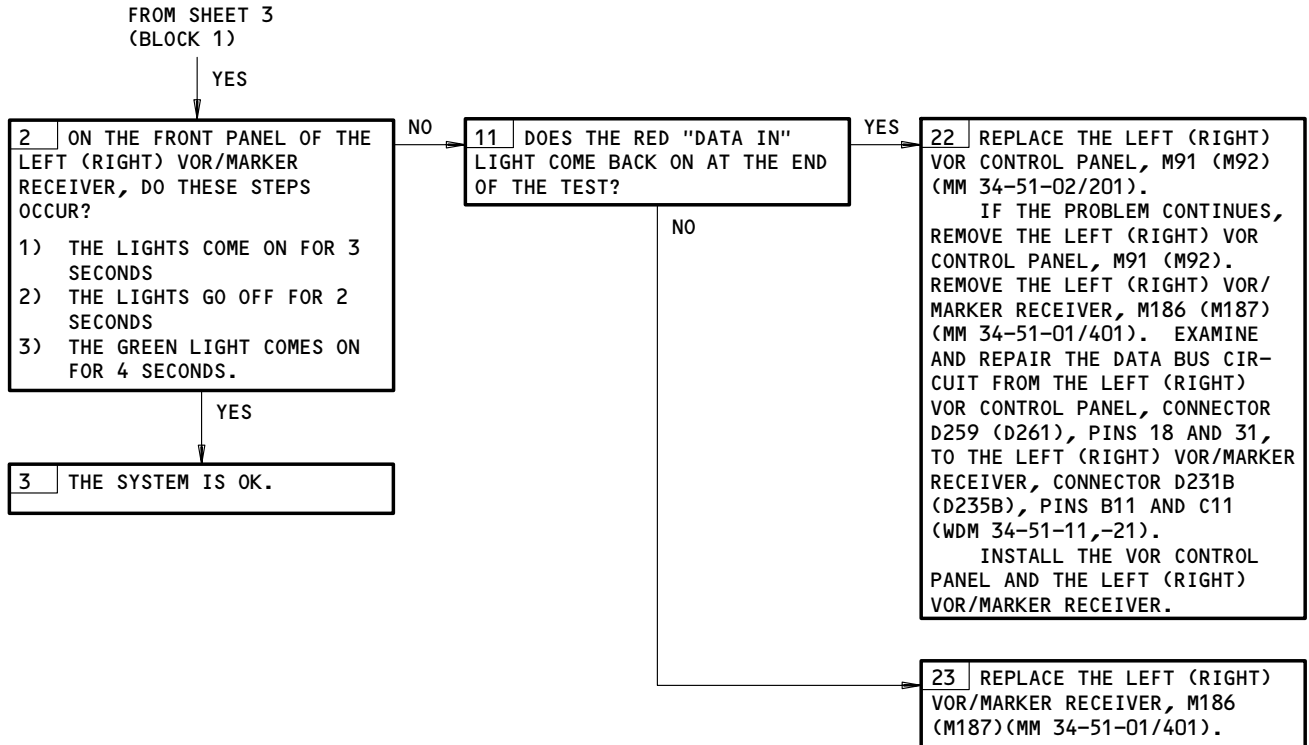 FROM SHEET 3
(BLOCK 1)
YES
2 ON THE FRONT PANEL OF THE
LEFT (RIGHT) VOR/MARKER
RECEIVER, DO THESE STEPS
OCCUR?
1) THE LIGHTS COME ON FOR 3
SECONDS
2) THE LIGHTS GO OFF FOR 2
SECONDS
3) THE GREEN LIGHT COMES ON
FOR 4 SECONDS.
YES
3 THE SYSTEM IS OK.
NO
11 DOES THE RED "DATA IN"
LIGHT COME BACK ON AT THE END
OF THE TEST?
YES
NO
22 REPLACE THE LEFT (RIGHT)
VOR CONTROL PANEL, M91 (M92)
(MM 34-51-02/201).
IF THE PROBLEM CONTINUES,
REMOVE THE LEFT (RIGHT) VOR
CONTROL PANEL, M91 (M92).
REMOVE THE LEFT (RIGHT) VOR/
MARKER RECEIVER, M186 (M187)
(MM 34-51-01/401). EXAMINE
AND REPAIR THE DATA BUS CIR-
CUIT FROM THE LEFT (RIGHT)
VOR CONTROL PANEL, CONNECTOR
D259 (D261), PINS 18 AND 31,
TO THE LEFT (RIGHT) VOR/MARKER
RECEIVER, CONNECTOR D231B
(D235B), PINS B11 AND C11
(WDM 34-51-11,-21).
INSTALL THE VOR CONTROL
PANEL AND THE LEFT (RIGHT)
VOR/MARKER RECEIVER.
23 REPLACE THE LEFT (RIGHT)
VOR/MARKER RECEIVER, M186
(M187)(MM 34-51-01/401).